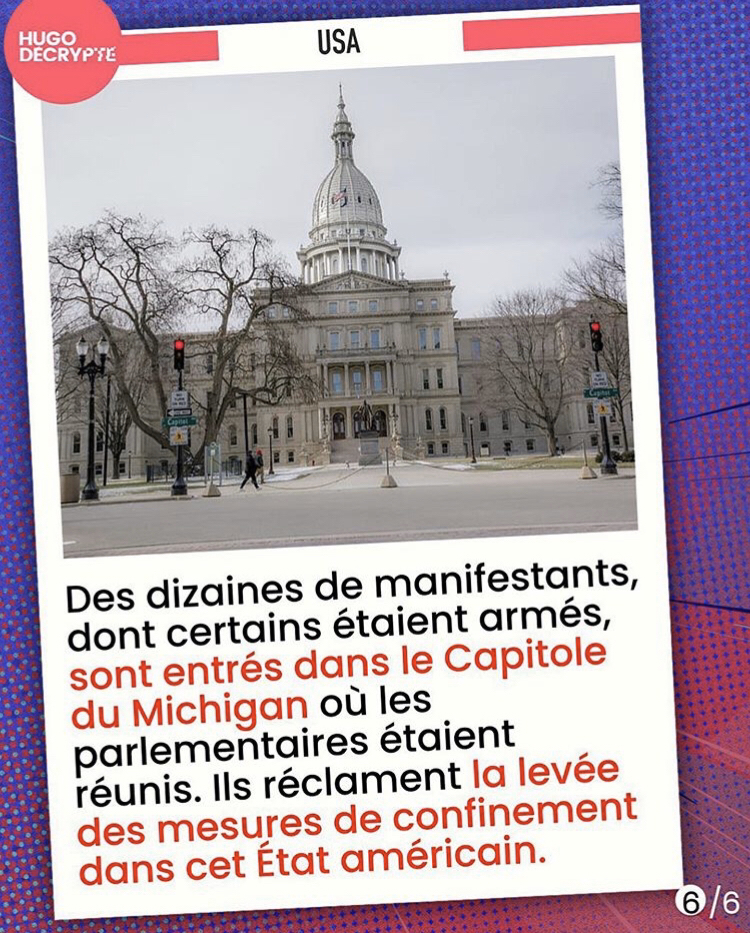 HUGO
DÉCRYPTE
USA
Capitol
Capitol
Des dizaines de manifestants,
dont certains étaient armés,
sont entrés dans le Capitole
du Michigan où les
parlementaires étaient
réunis. Ils réclament la levée
des mesures de confinement
dans cet État américain.
6/6